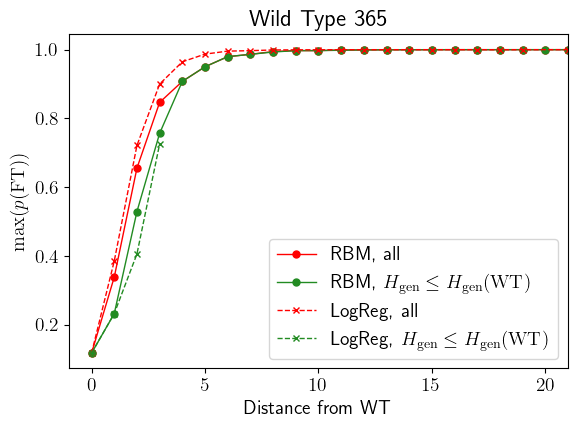 Wild Type 365
max(p(FT))
1.0
0.8
0.6
0.4
0.2
RBM, all
RBM, H_gen ≤ H_gen(WT)
LogReg, all
LogReg, H_gen ≤ H_gen(WT)
0 5 10 15 20
Distance from WT